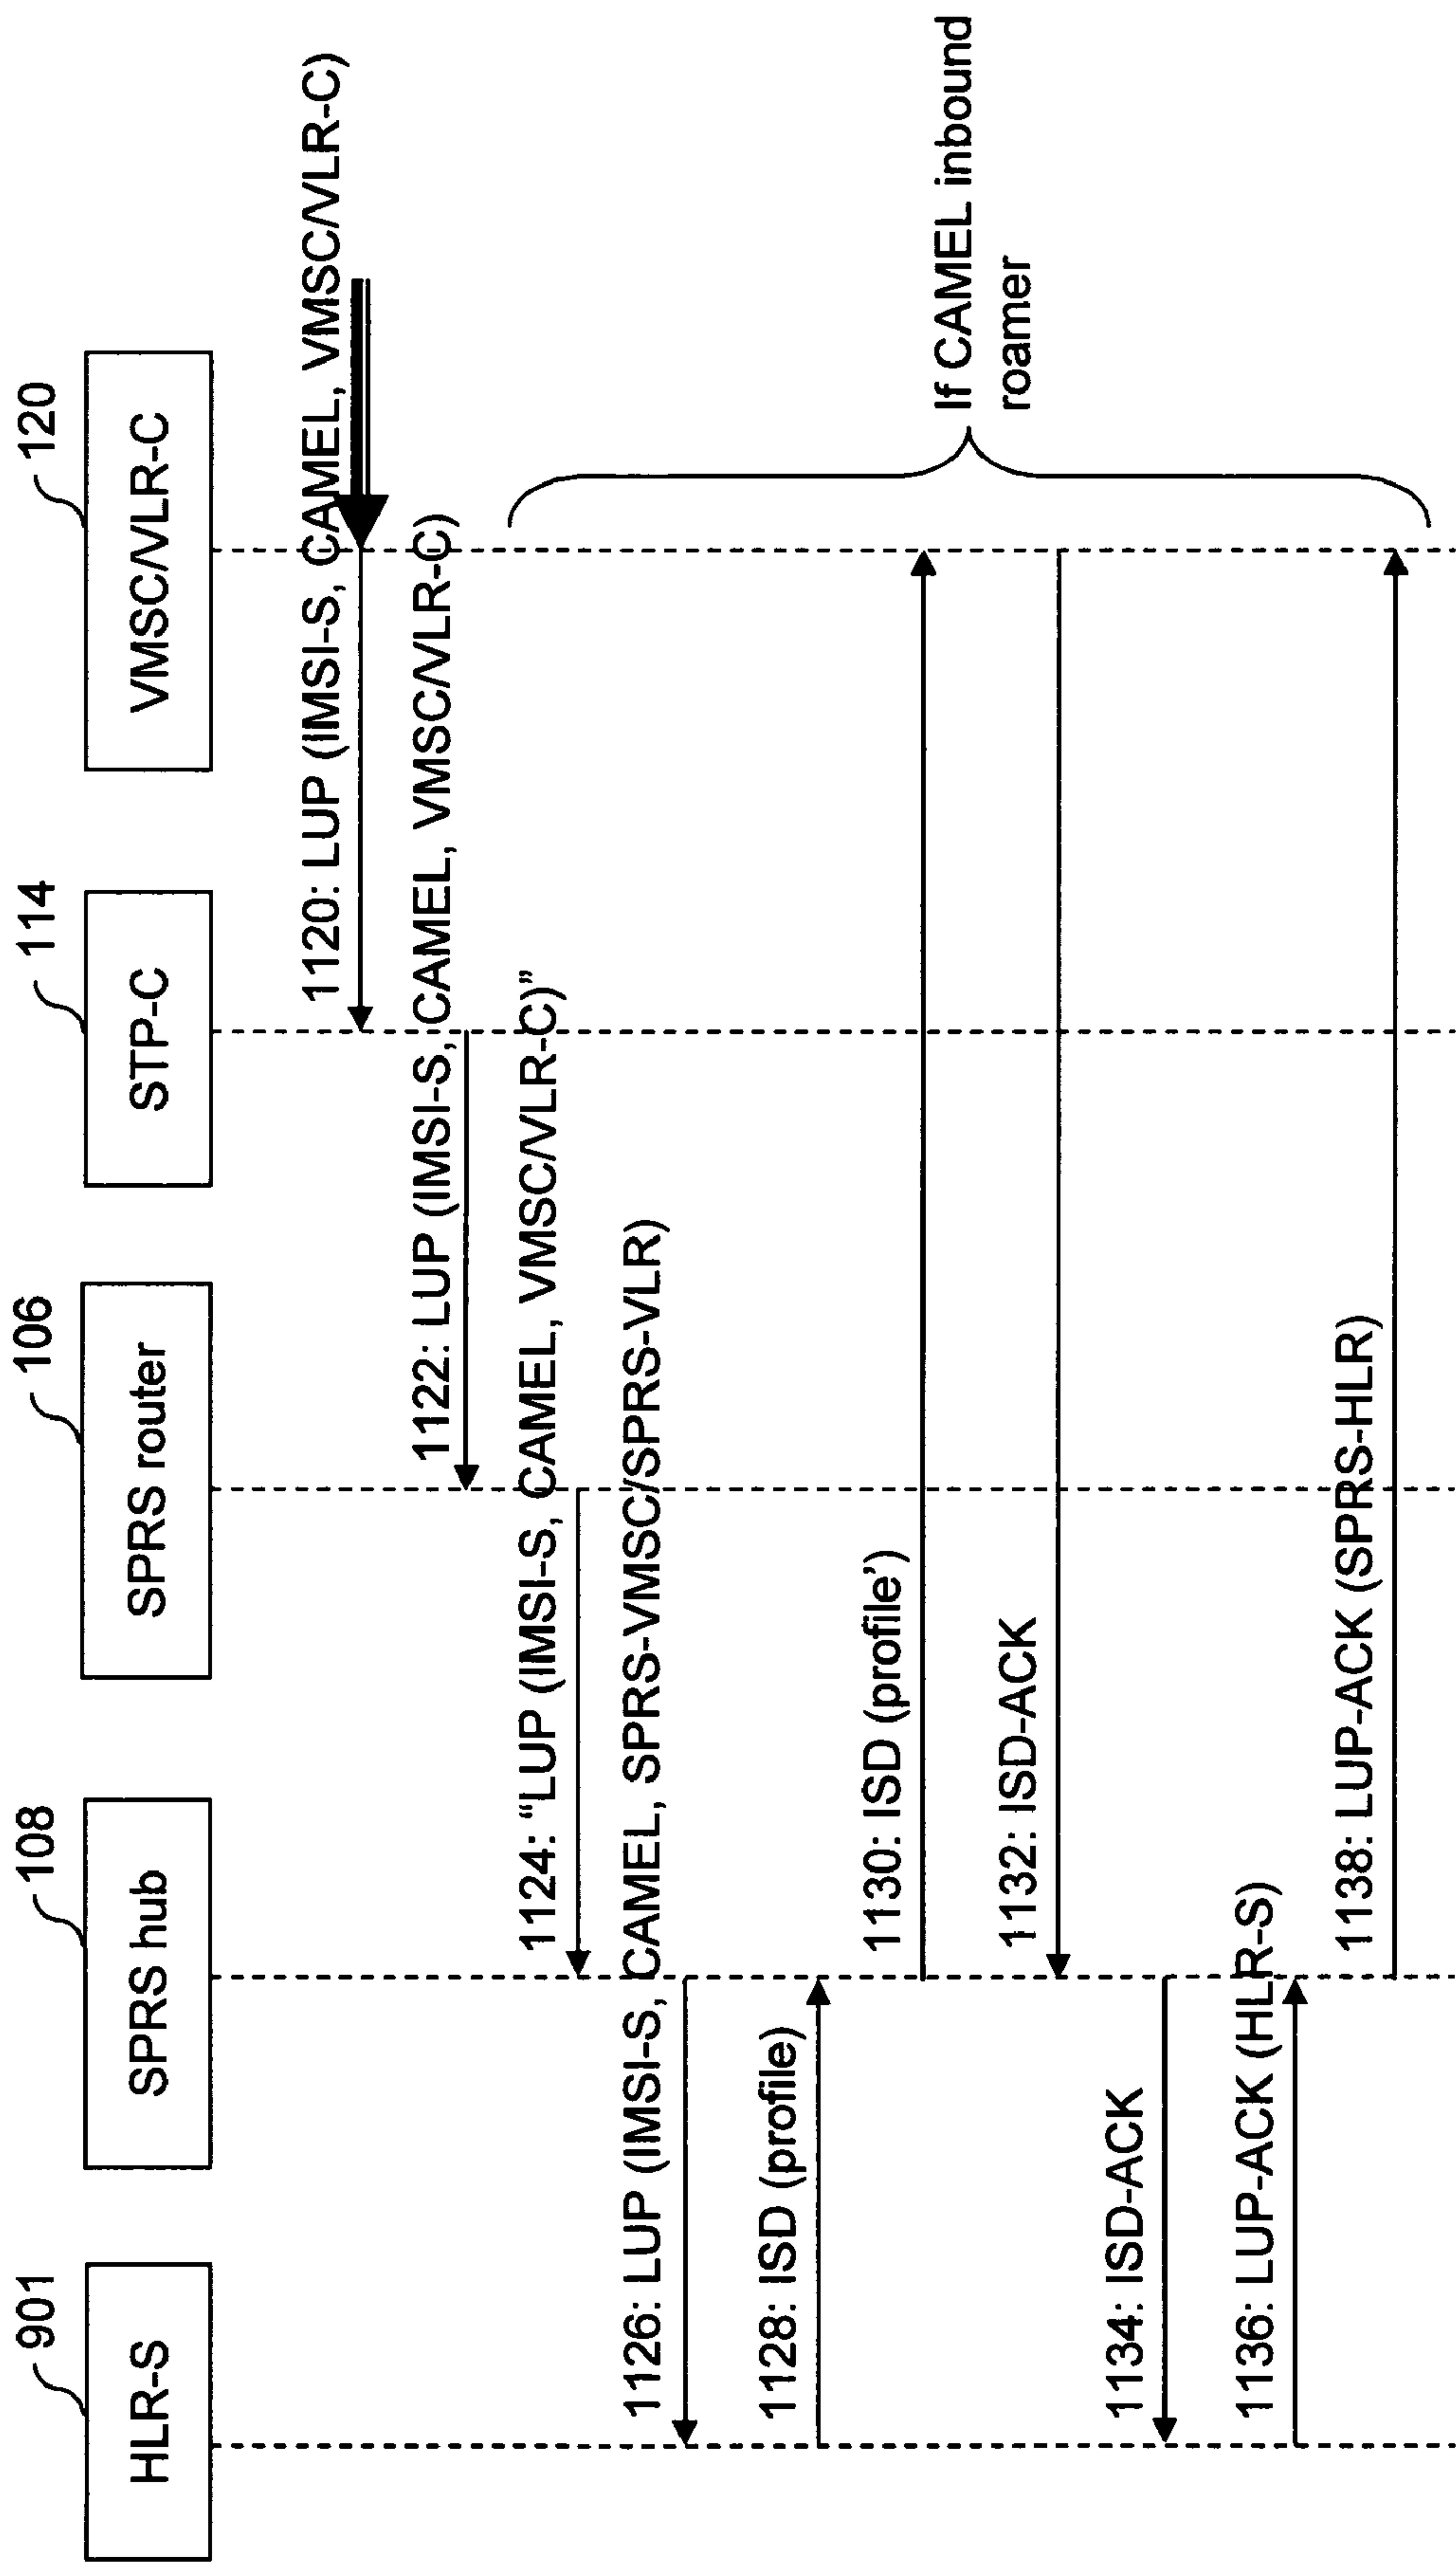 901
108
106
114
120
HLR-S
SPRS hub
SPRS router
STP-C
VMSC/VLR-C
1120: LUP (IMSI-S, CAMEL, VMSC/VLR-C)
1122: LUP (IMSI-S, CAMEL, VMSC/VLR-C)
1124: “LUP (IMSI-S, CAMEL, VMSC/VLR-C)”
1126: LUP (IMSI-S, CAMEL, SPRS-VMSC/SPRS-VLR)
1128: ISD (profile)
1130: ISD (profile’)
If CAMEL inbound
roamer
1132: ISD-ACK
1134: ISD-ACK
1136: LUP-ACK (HLR-S)
1138: LUP-ACK (SPRS-HLR)